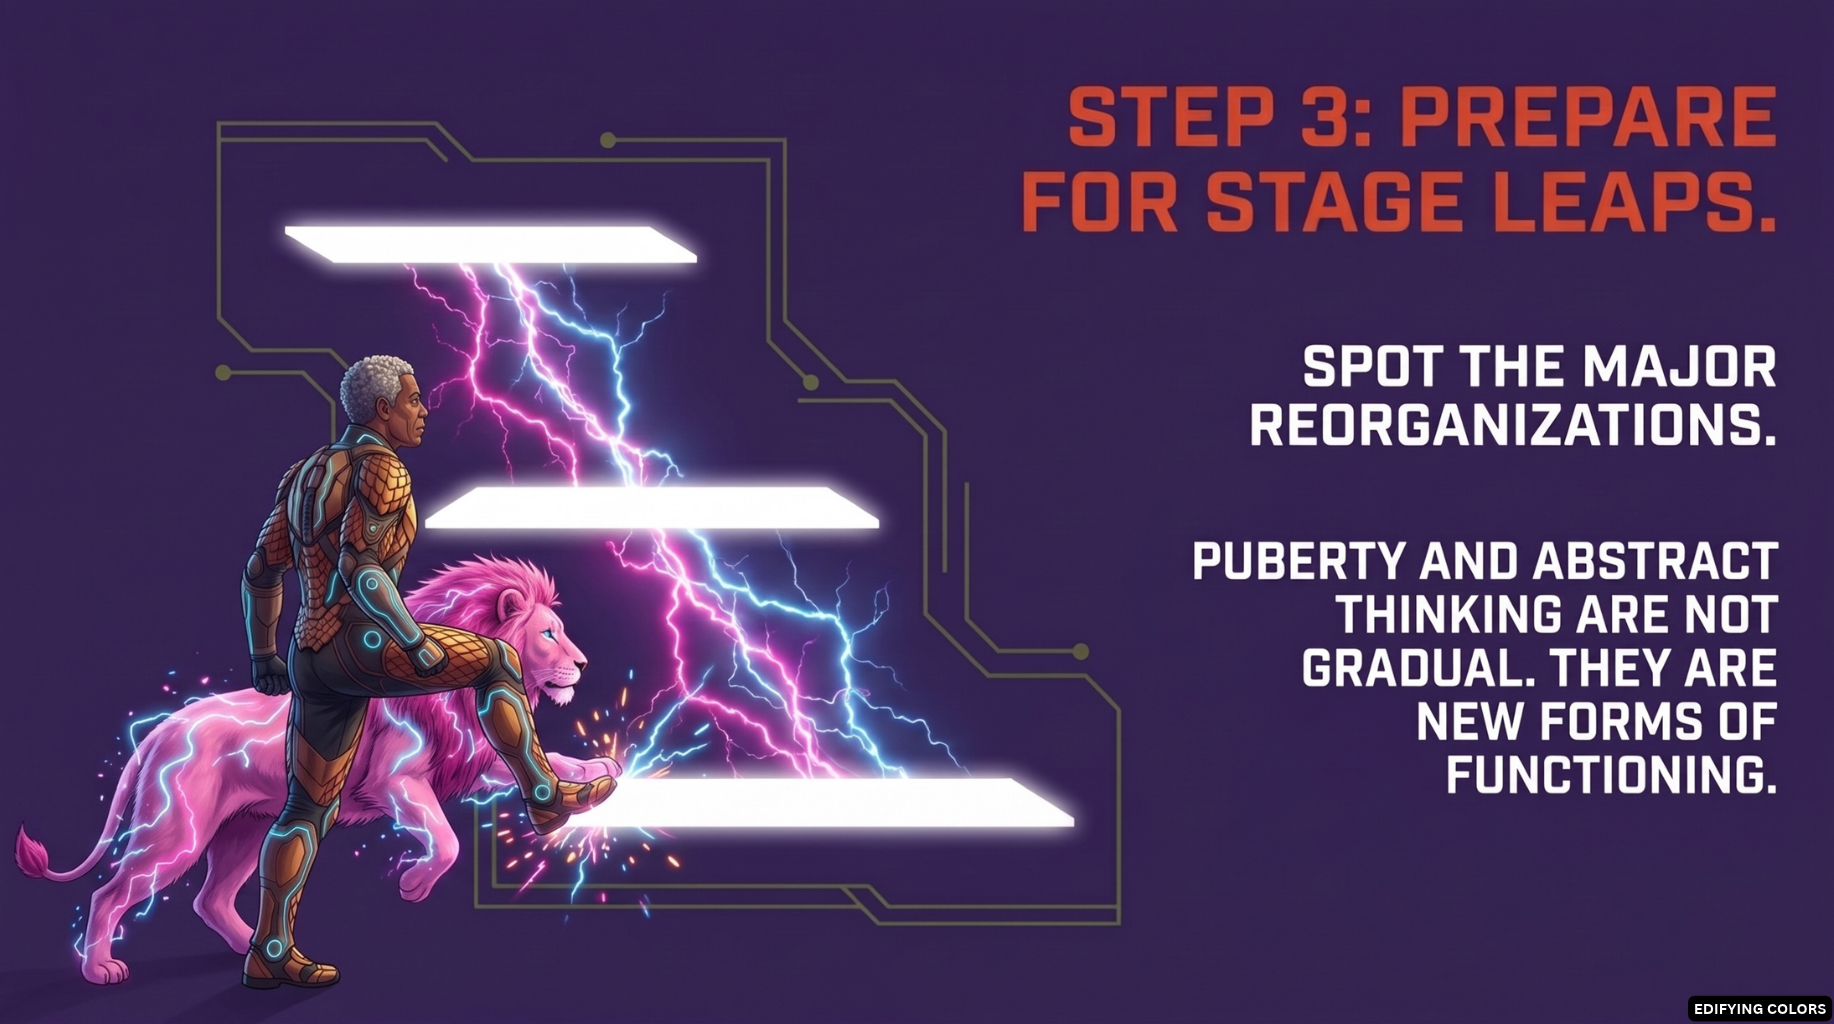 STEP 3: PREPARE
FOR STAGE LEAPS.
SPOT THE MAJOR
REORGANIZATIONS.
PUBERTY AND ABSTRACT
THINKING ARE NOT
GRADUAL. THEY ARE
NEW FORMS OF
FUNCTIONING.
EDIFYING COLORS